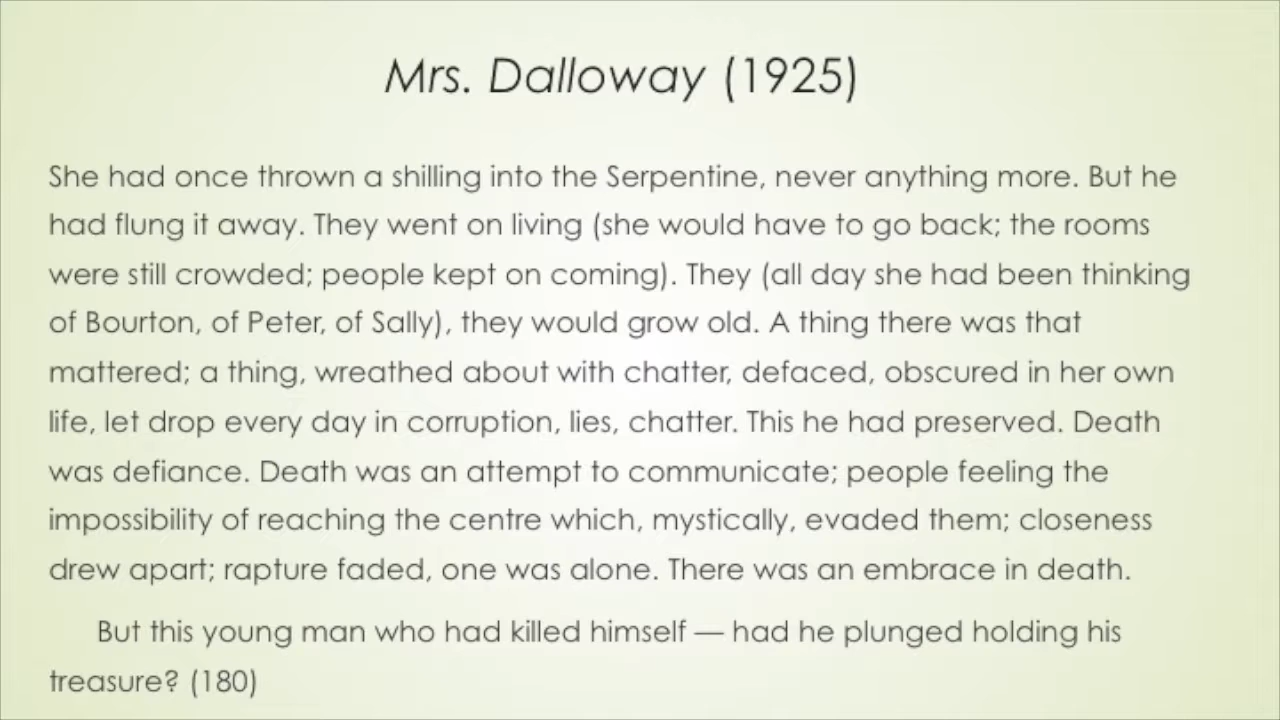 Mrs. Dalloway (1925)
She had once thrown a shilling into the Serpentine, never anything more. But he
had flung it away. They went on living (she would have to go back; the rooms
were still crowded; people kept on coming). They (all day she had been thinking
of Bourton, of Peter, of Sally), they would grow old. A thing there was that
mattered; a thing, wreathed about with chatter, defaced, obscured in her own
life, let drop every day in corruption, lies, chatter. This he had preserved. Death
was defiance. Death was an attempt to communicate; people feeling the
impossibility of reaching the centre which, mystically, evaded them; closeness
drew apart; rapture faded, one was alone. There was an embrace in death.
But this young man who had killed himself — had he plunged holding his
treasure? (180)